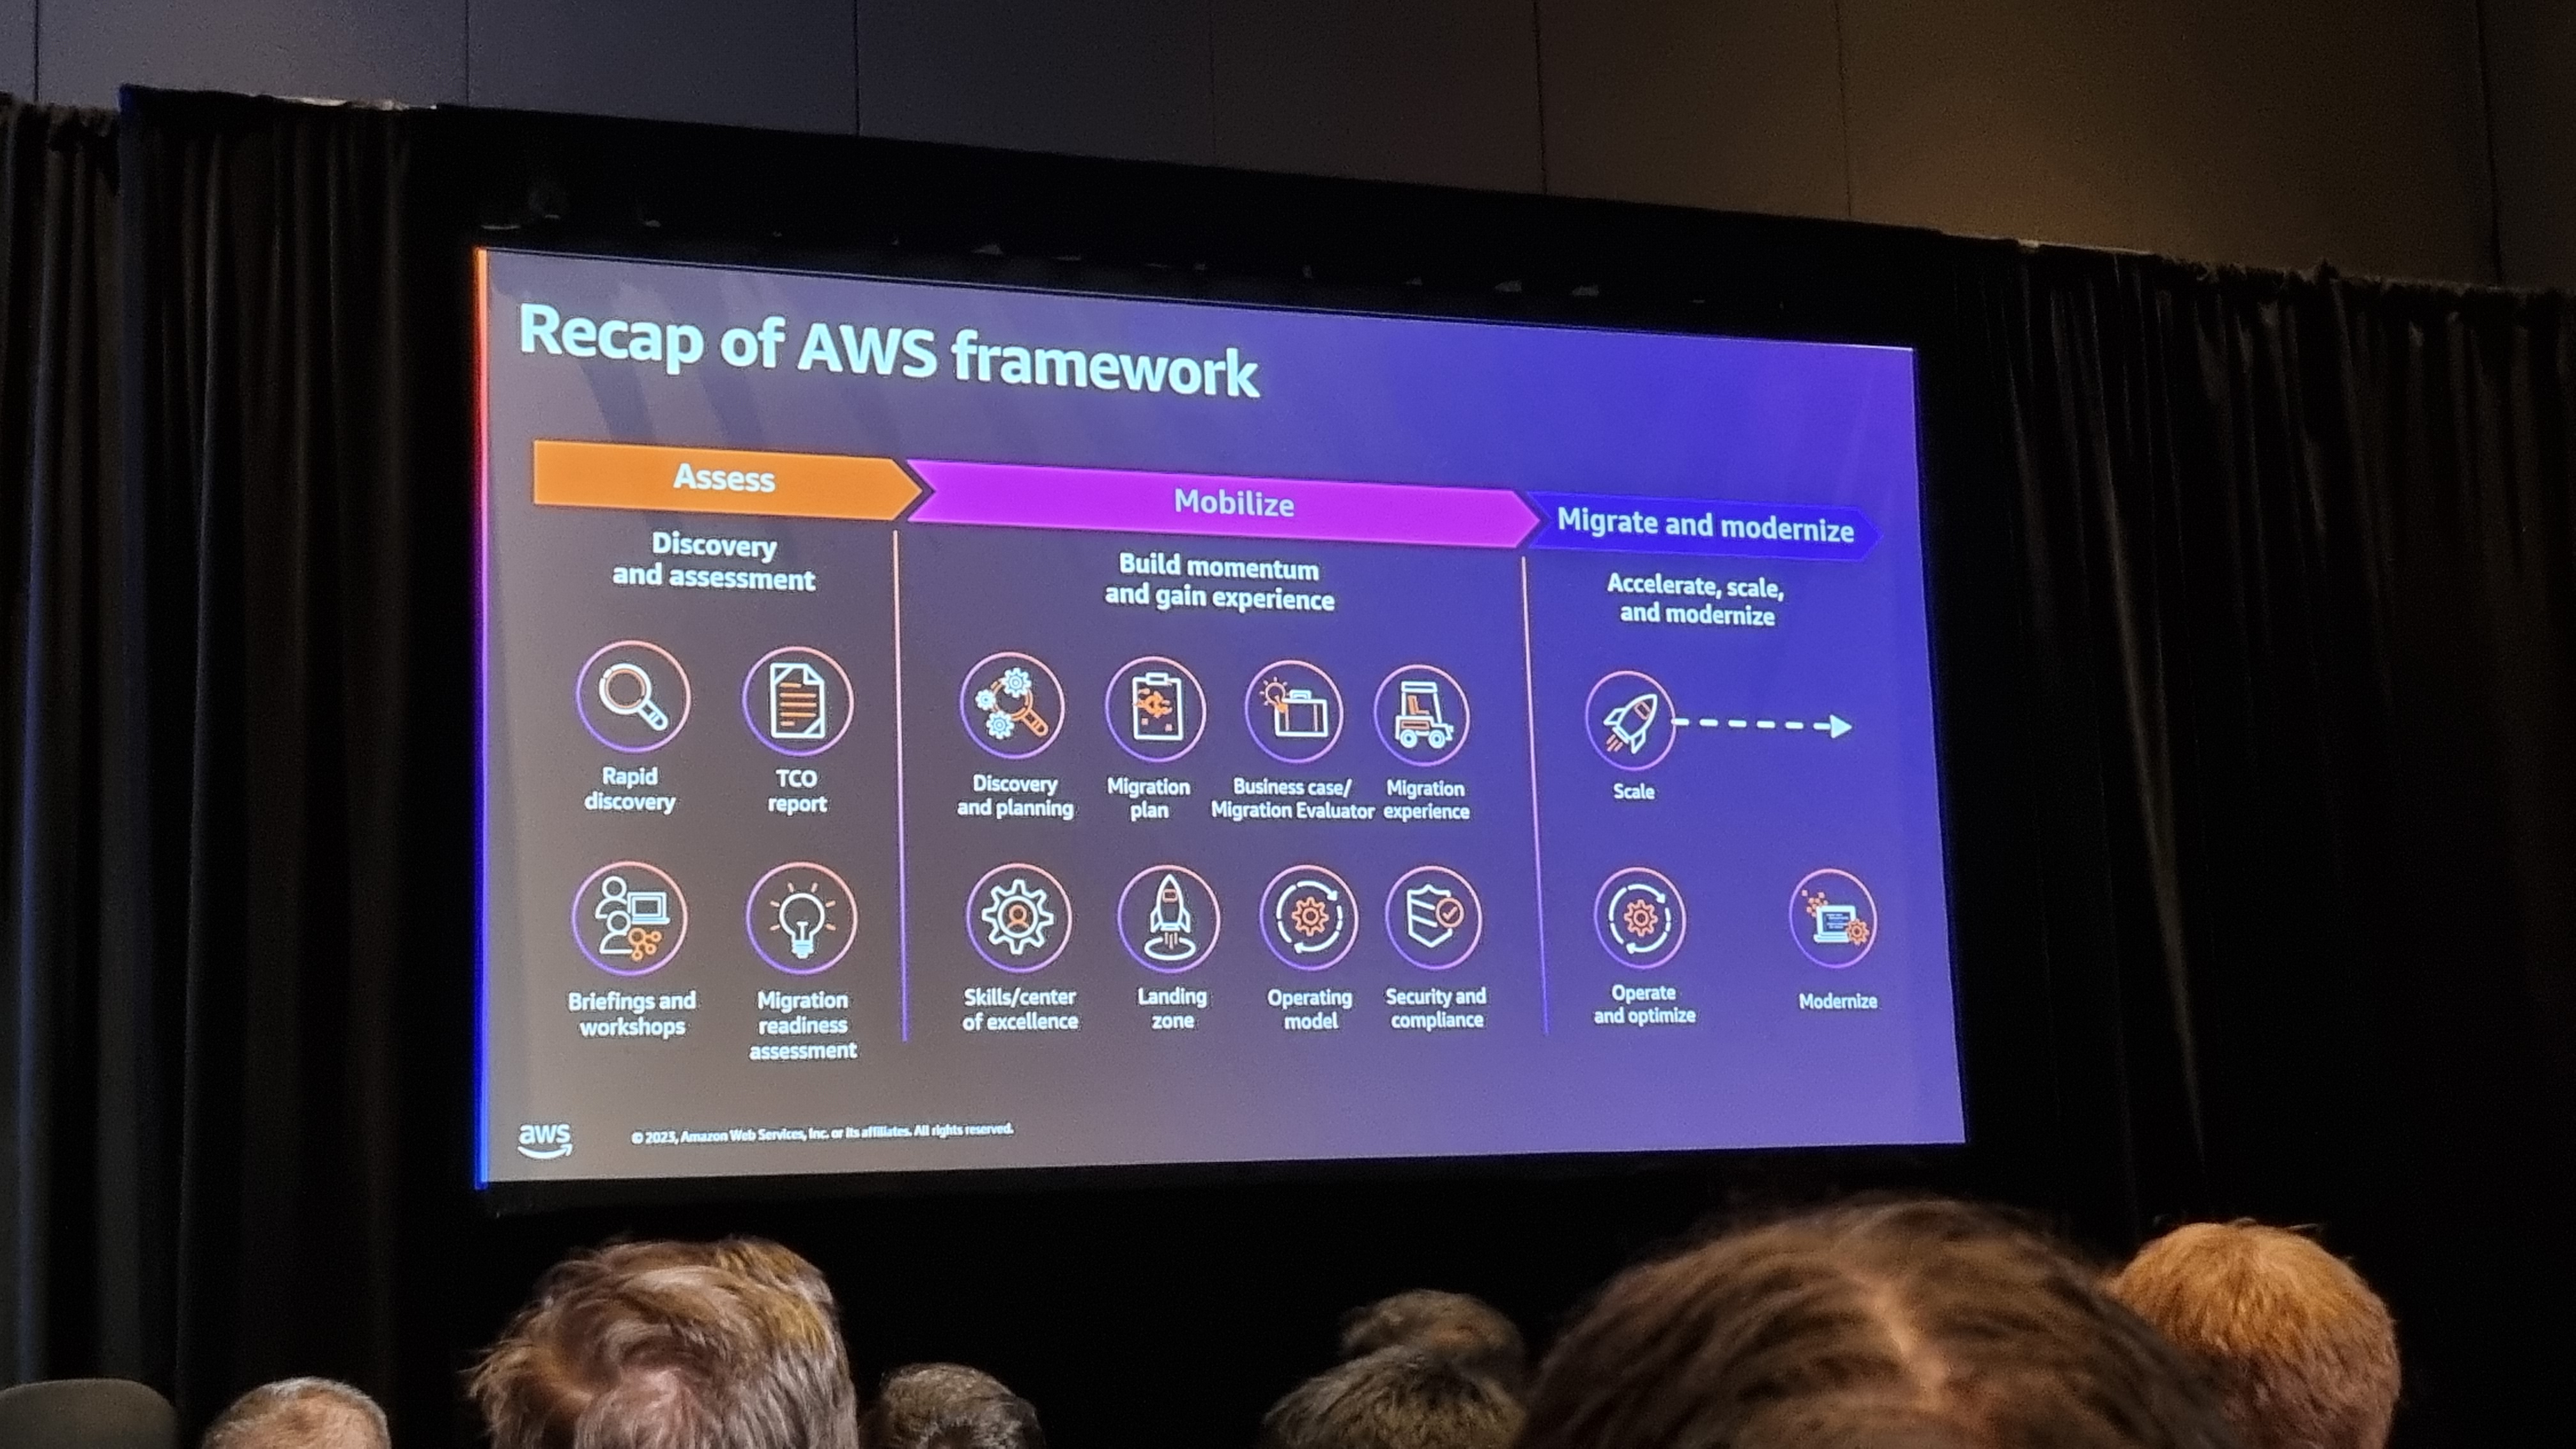 Recap of AWS framework
Assess
Mobilize
Migrate and modernize
Discovery
and assessment
Build momentum
and gain experience
Accelerate, scale,
and modernize
Rapid
discovery
TCO
report
Discovery
and planning
Migration
plan
Business case/
Migration Evaluator
Migration
experience
Scale
Briefings and
workshops
Migration
readiness
assessment
Skills/center
of excellence
Landing
zone
Operating
model
Security and
compliance
Operate
and optimize
Modernize
aws
© 2023, Amazon Web Services, Inc. or its affiliates. All rights reserved.